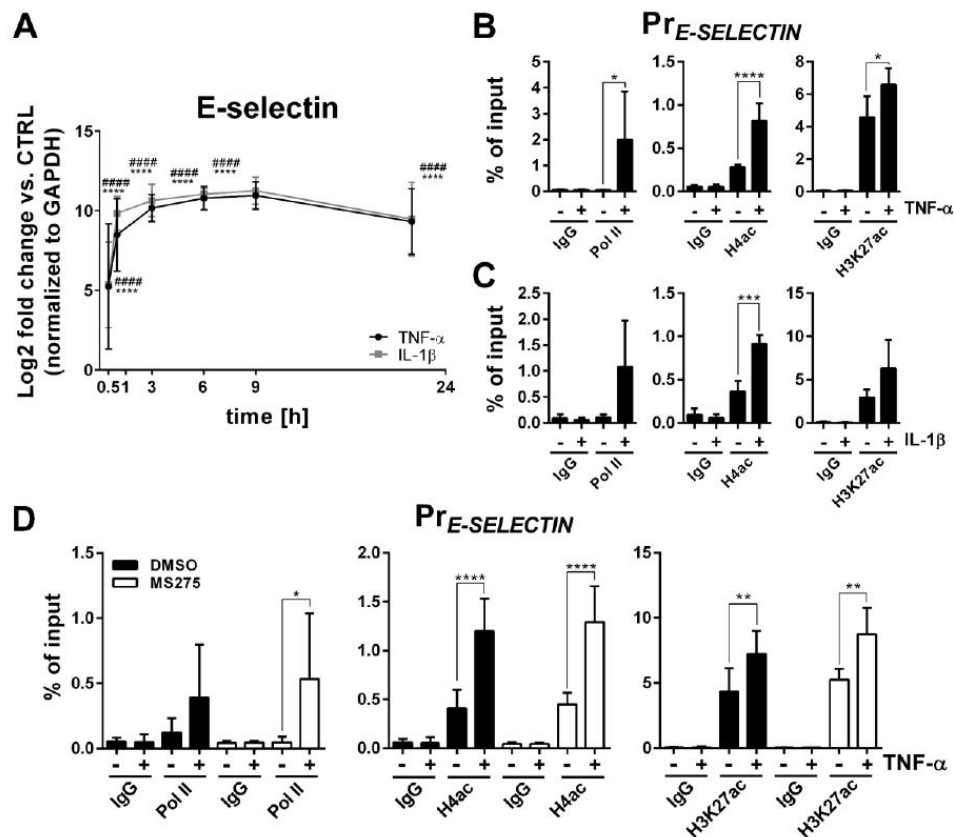 A
E-selectin
Log2 fold change vs. CTRL
(normalized to GAPDH)
15
10
5
0
####
****
####
****
####
****
####
****
####
****
####
****
TNF-α
IL-1β
0.51 3 6 9 24
time [h]
B
Pr E-SELECTIN
% of input
5
4
3
2
1
0
*
- + - +
IgG
Pol II
1.5
1.0
0.5
0.0
****
- + - +
IgG
H4ac
8
6
4
2
0
*
- + - + TNF-α
IgG
H3K27ac
C
% of input
2.5
2.0
1.5
1.0
0.5
0.0
- + - +
IgG
Pol II
1.5
1.0
0.5
0.0
***
- + - +
IgG
H4ac
15
10
5
0
- + - + IL-1β
IgG
H3K27ac
D
Pr E-SELECTIN
% of input
1.5
1.0
0.5
0.0
DMSO
MS275
*
- + - + - + - +
IgG
Pol II
IgG
Pol II
2.0
1.5
1.0
0.5
0.0
****
****
- + - + - + - +
IgG
H4ac
IgG
H4ac
15
10
5
0
**
**
- + - + - + - + TNF-α
IgG
H3K27ac
IgG
H3K27ac